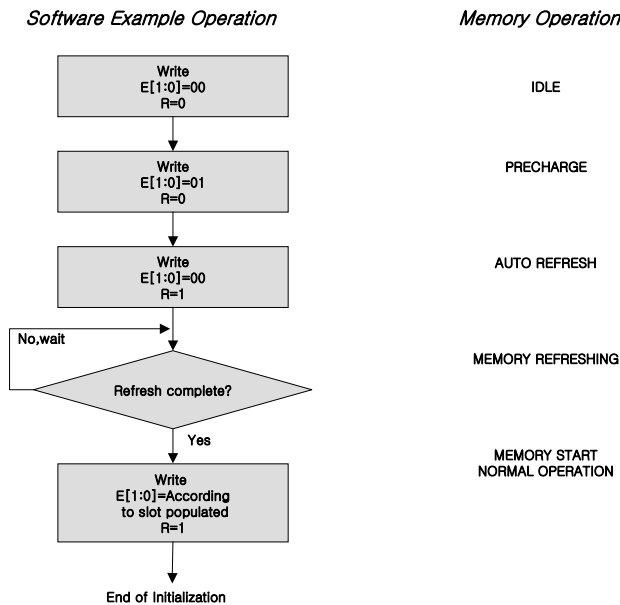 Software Example Operation
Memory Operation
Write
E[1:0]=00
R=0
IDLE
Write
E[1:0]=01
R=0
PRECHARGE
Write
E[1:0]=00
R=1
AUTO REFRESH
No,wait
Refresh complete?
MEMORY REFRESHING
Yes
Write
E[1:0]=According
to slot populated
R=1
MEMORY START
NORMAL OPERATION
End of Initialization